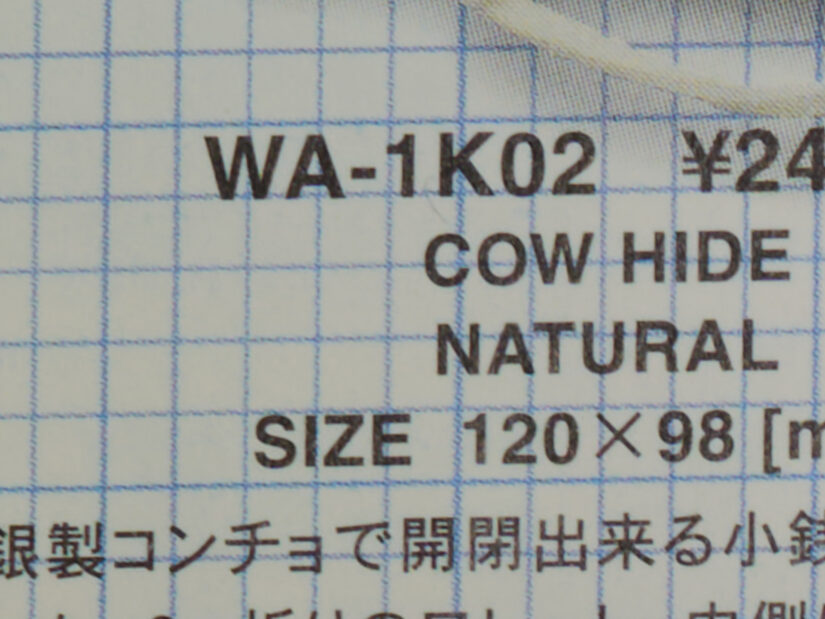 WA-1K02 ¥24
COW HIDE
NATURAL
SIZE 120×98 [m
銀製コンチョで開閉出来る小銭